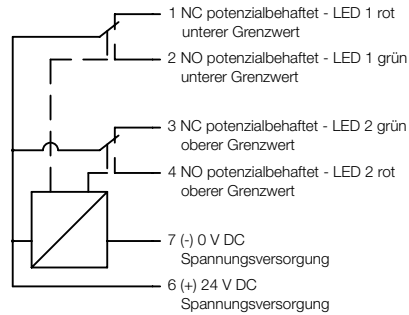 1 NC potenzialbehaftet - LED 1 rot
unterer Grenzwert
2 NO potenzialbehaftet - LED 1 grün
unterer Grenzwert
3 NC potenzialbehaftet - LED 2 grün
oberer Grenzwert
4 NO potenzialbehaftet - LED 2 rot
oberer Grenzwert
7 (-) 0 V DC
Spannungsversorgung
6 (+) 24 V DC
Spannungsversorgung